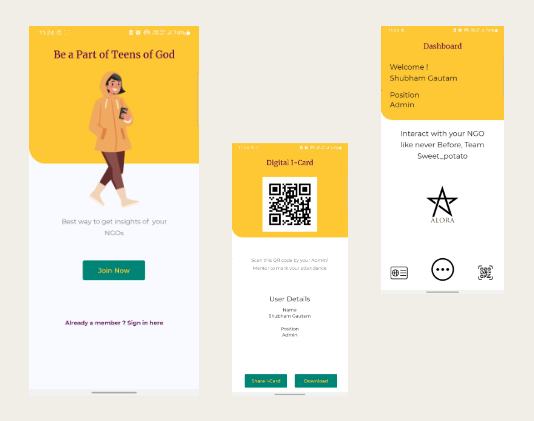 Be a Part of Teens of God
Best way to get insights of your
NGOs
Join Now
Already a member ? Sign in here
Digital I-Card
Scan this QR code by your Admin/
Mentor to mark your attendance
User Details
Name
Shubham Gautam
Position
Admin
Share I-Card
Download
Dashboard
Welcome !
Shubham Gautam
Position
Admin
Interact with your NGO
like never Before, Team
Sweet_potato
ALORA